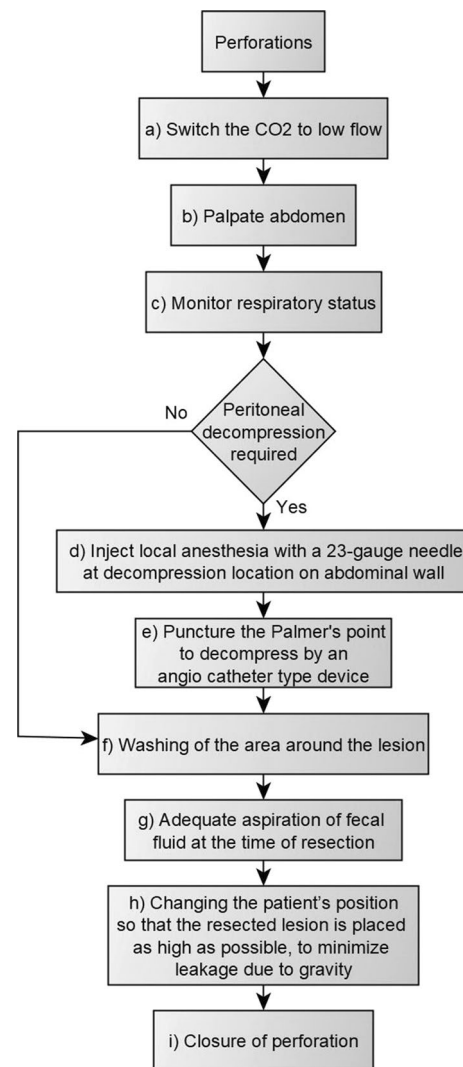 Perforations
a) Switch the CO2 to low flow
b) Palpate abdomen
c) Monitor respiratory status
No
Peritoneal
decompression
required
Yes
d) Inject local anesthesia with a 23-gauge needle
at decompression location on abdominal wall
e) Puncture the Palmer's point
to decompress by an
angio catheter type device
f) Washing of the area around the lesion
g) Adequate aspiration of fecal
fluid at the time of resection
h) Changing the patient’s position
so that the resected lesion is placed
as high as possible, to minimize
leakage due to gravity
i) Closure of perforation